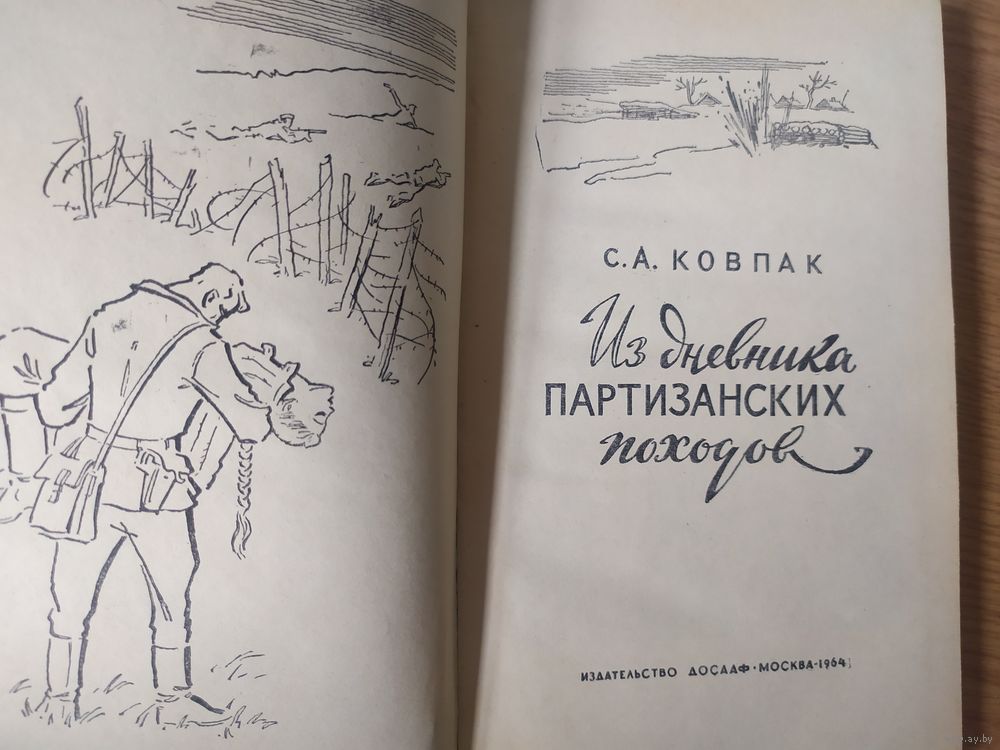 С.А. КОВПАК
Из дневника
ПАРТИЗАНСКИХ
походов
ИЗДАТЕЛЬСТВО ДОСААФ·МОСКВА-1964